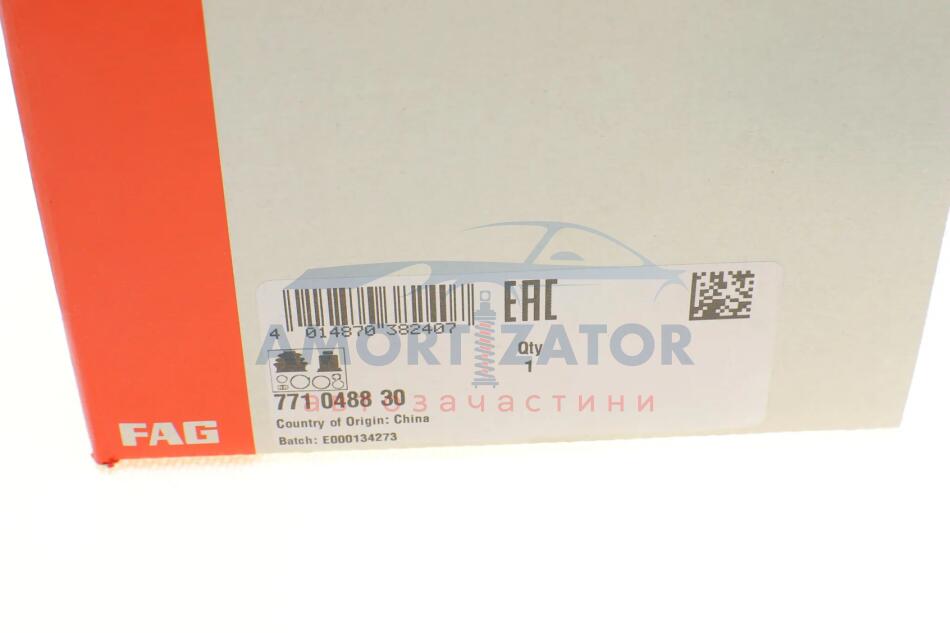 EAC
4 014870 382407
AMORTIZATOR
Qty
1
771 0488 30
автозачастини
Country of Origin: China
FAG
Batch: E000134273